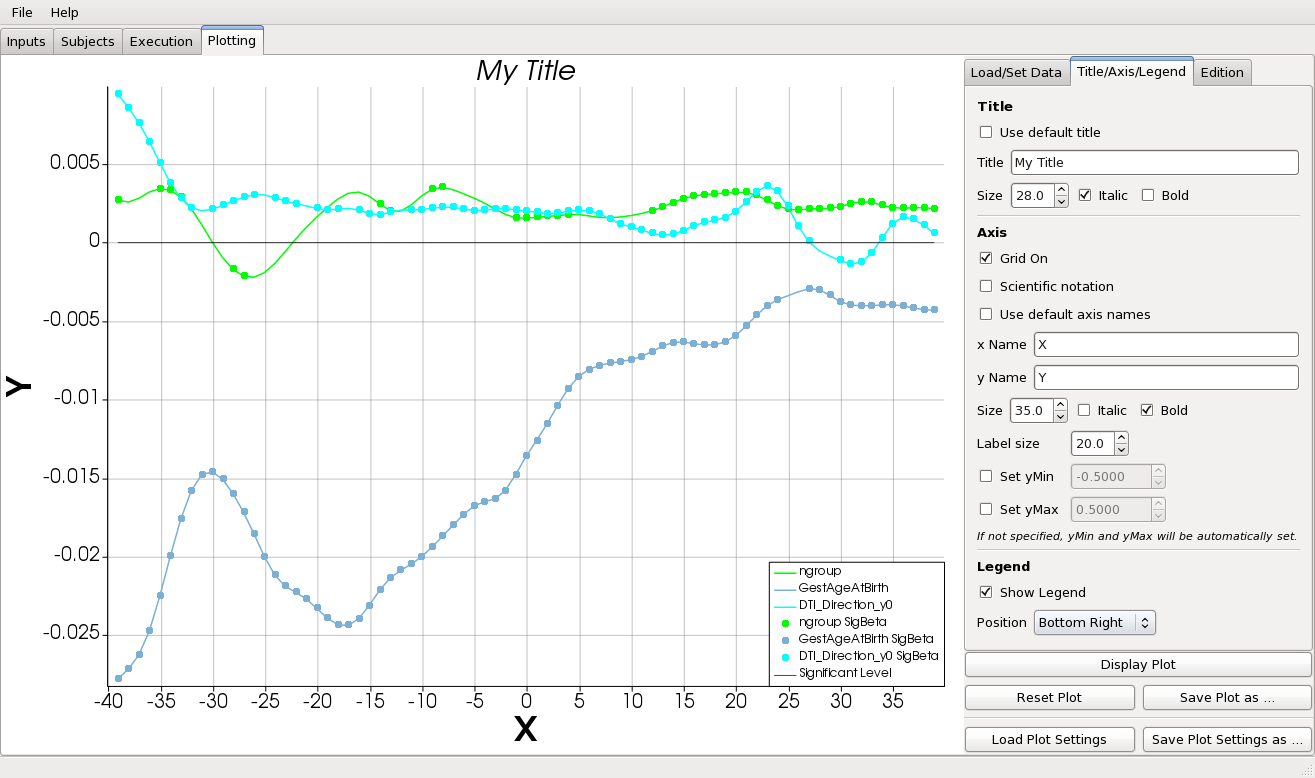 File Help
Inputs Subjects Execution Plotting
My Title
0.005
0
-0.005
-0.01
-0.015
-0.02
-0.025
Y
-40 -35 -30 -25 -20 -15 -10 -5 0 5 10 15 20 25 30 35
X
ngroup
GestAgeAtBirth
DTI_Direction_y0
ngroup SigBeta
GestAgeAtBirth SigBeta
DTI_Direction_y0 SigBeta
Significant Level
Load/Set Data Title/Axis/Legend Edition
Title
Use default title
Title My Title
Size 28.0 Italic Bold
Axis
Grid On
Scientific notation
Use default axis names
x Name X
y Name Y
Size 35.0 Italic Bold
Label size 20.0
Set yMin -0.5000
Set yMax 0.5000
If not specified, yMin and yMax will be automatically set.
Legend
Show Legend
Position Bottom Right
Display Plot
Reset Plot Save Plot as ...
Load Plot Settings Save Plot Settings as ...